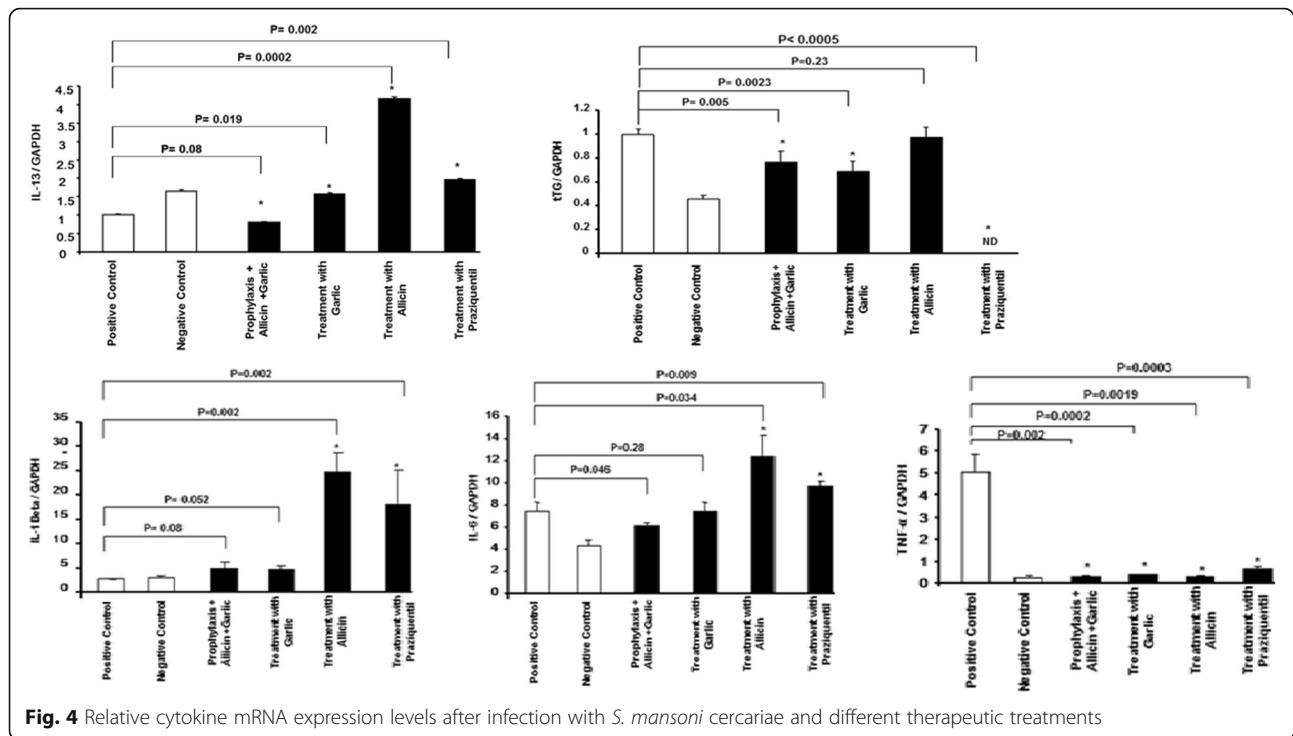 P= 0.002
P= 0.0002
P= 0.019
P= 0.08
IL-13 / GAPDH
4.5
4
3.5
3
2.5
2
1.5
1
0.5
0
*
*
*
*
Positive Control
Negative Control
Prophylaxis +
Allicin +Garlic
Treatment with
Garlic
Treatment with
Allicin
Treatment with
Praziquentil
P< 0.0005
P=0.23
P= 0.0023
P= 0.005
tTG / GAPDH
1.2
1
0.8
0.6
0.4
0.2
0
*
*
*
ND
Positive Control
Negative Control
Prophylaxis+
Allicin+Garlic
Treatment with
Garlic
Treatment with
Allicin
Treatment with
Praziquentil
P=0.002
P=0.002
P= 0.052
P= 0.08
iL-1 Beta / GAPDH
35
30
25
20
15
10
5
0
*
*
Positive Control
Negative Control
Prophylaxis +
Allicin +Garlic
Treatment with
Garlic
Treatment with
Allicin
Treatment with
Praziquentil
P=0.009
P=0.034
P=0.28
P=0.046
IL-6 / GAPDH
16
14
12
10
8
6
4
2
0
*
*
Positive Control
Negative Control
Prophylaxis +
Allicin +Garlic
Treatment with
Garlic
Treatment with
Allicin
Treatment with
Praziquentil
P=0.0003
P=0.0019
P=0.0002
P=0.002
TNF-α / GAPDH
7
6
5
4
3
2
1
0
*
*
*
*
Positive Control
Negative Control
Prophylaxis +
Allicin +Garlic
Treatment with
Garlic
Treatment with
Allicin
Treatment with
Praziquentil
Fig. 4 Relative cytokine mRNA expression levels after infection with S. mansoni cercariae and different therapeutic treatments